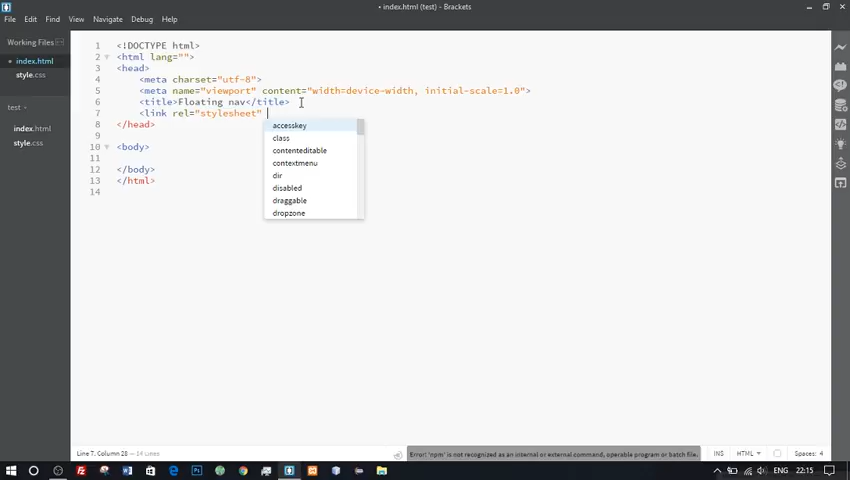 • index.html (test) - Brackets
File Edit Find View Navigate Debug Help
Working Files
• index.html
style.css
test
index.html
style.css
1 <!DOCTYPE html>
2 <html lang="">
3 <head>
4 <meta charset="utf-8">
5 <meta name="viewport" content="width=device-width, initial-scale=1.0">
6 <title>Floating nav</title>
7 <link rel="stylesheet"
8 </head>
9
10 <body>
11
12 </body>
13 </html>
14
accesskey
class
contenteditable
contextmenu
dir
disabled
draggable
dropzone
Line 7, Column 28 — 14 Lines
Error! 'npm' is not recognized as an internal or external command, operable program or batch file.
INS HTML Spaces: 4
ENG 22:15